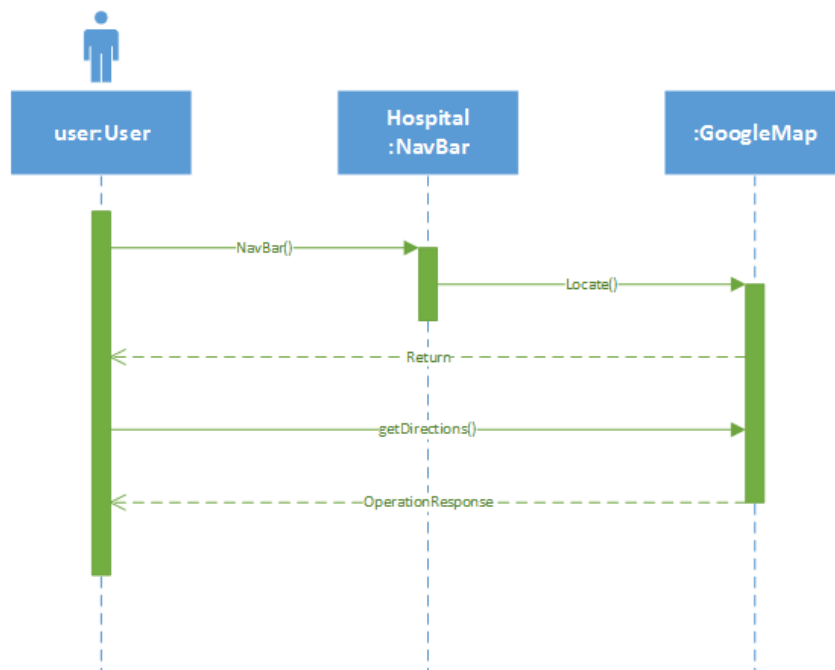 user:User
Hospital
:NavBar
:GoogleMap
NavBar()
Locate()
Return
getDirections()
OperationResponse